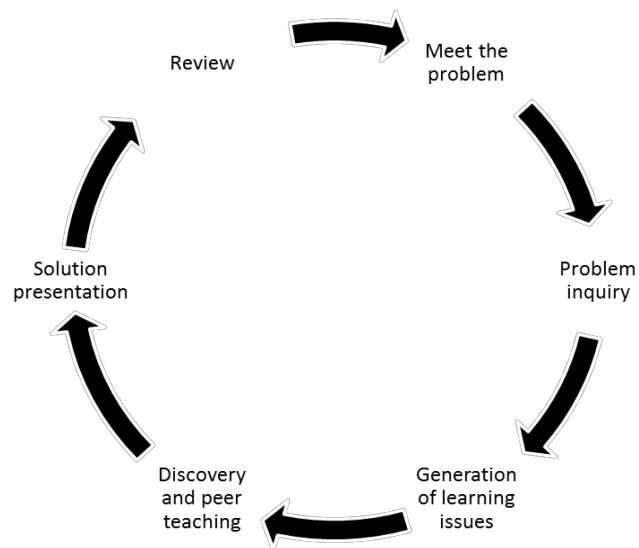 Review
Meet the
problem
Problem
inquiry
Generation
of learning
issues
Discovery
and peer
teaching
Solution
presentation